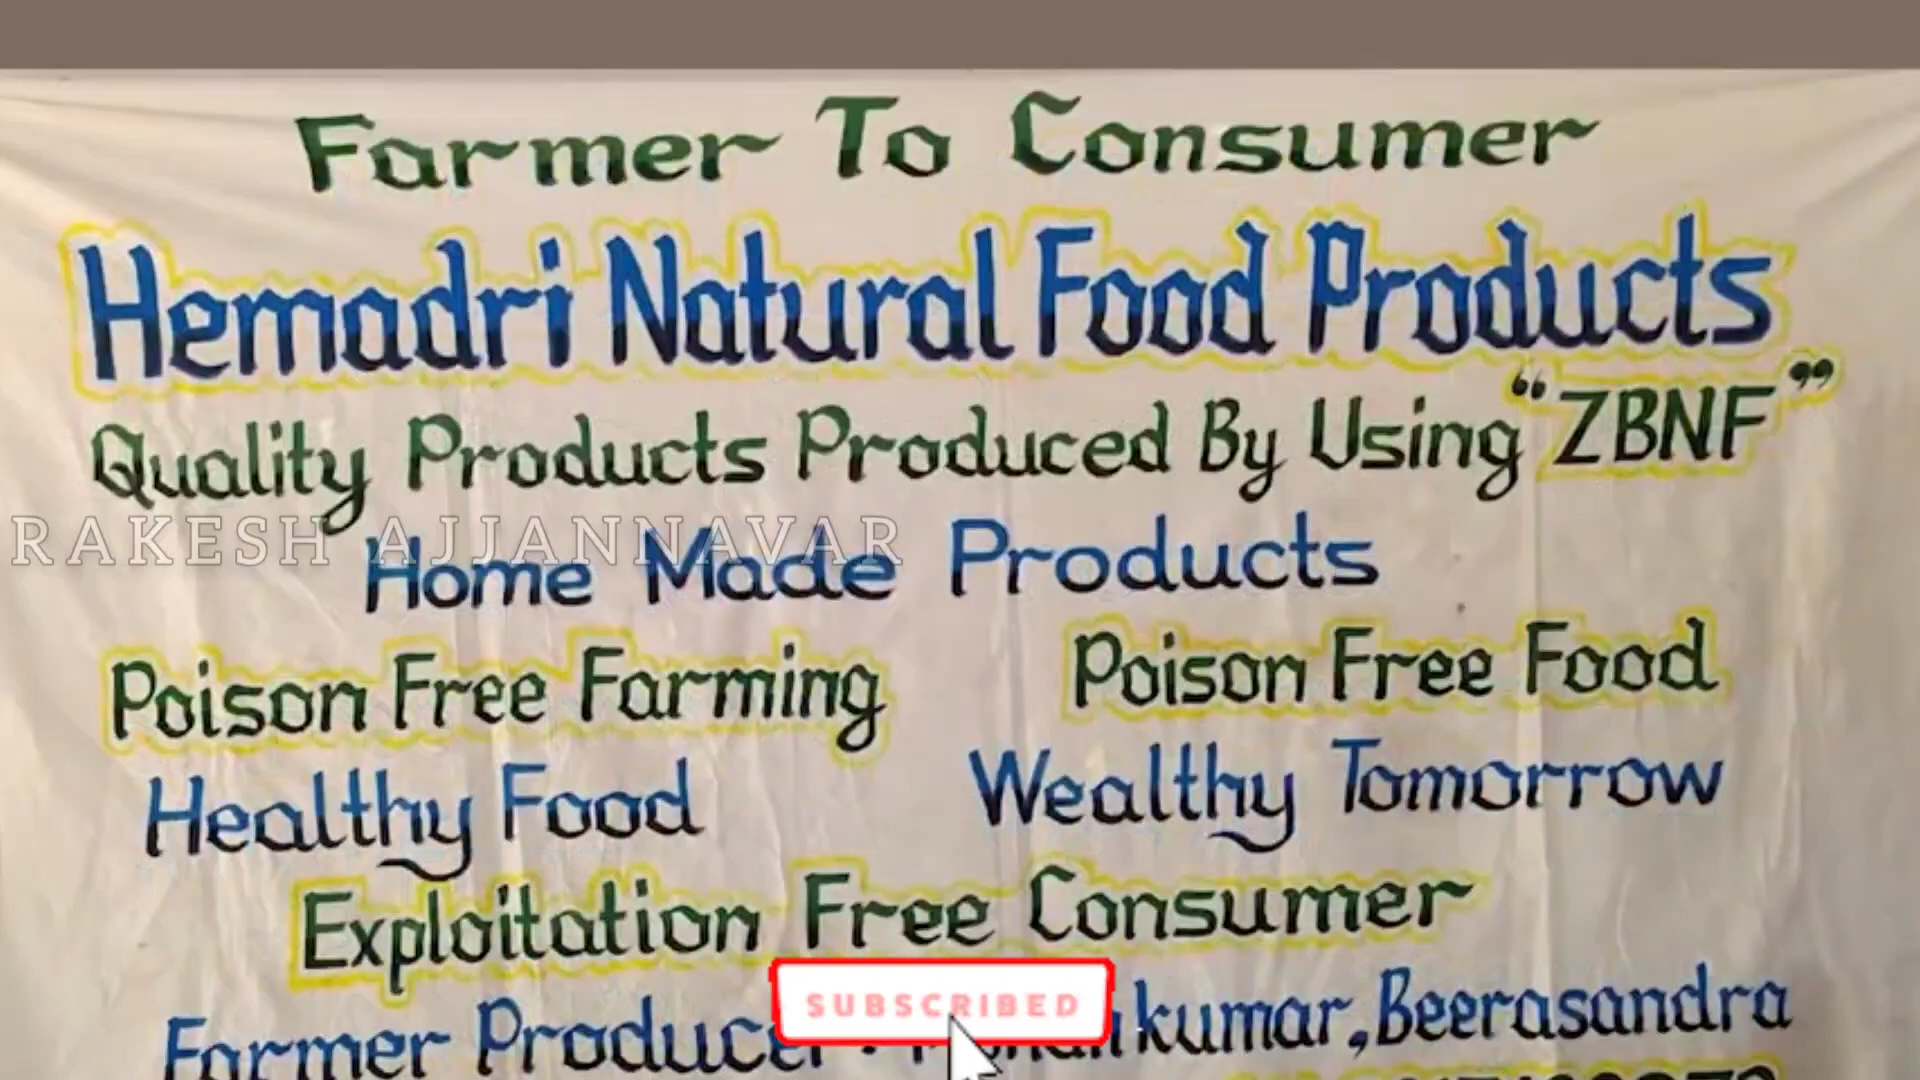 Farmer To Consumer
Hemadri Natural Food Products
Quality Products Produced By Using "ZBNF"
RAKESH AJJANNAVAR
Home Made Products
Poison Free Farming Poison Free Food
Healthy Food Wealthy Tomorrow
Exploitation Free Consumer
SUBSCRIBED
Farmer Producer : kumar, Beerasandra